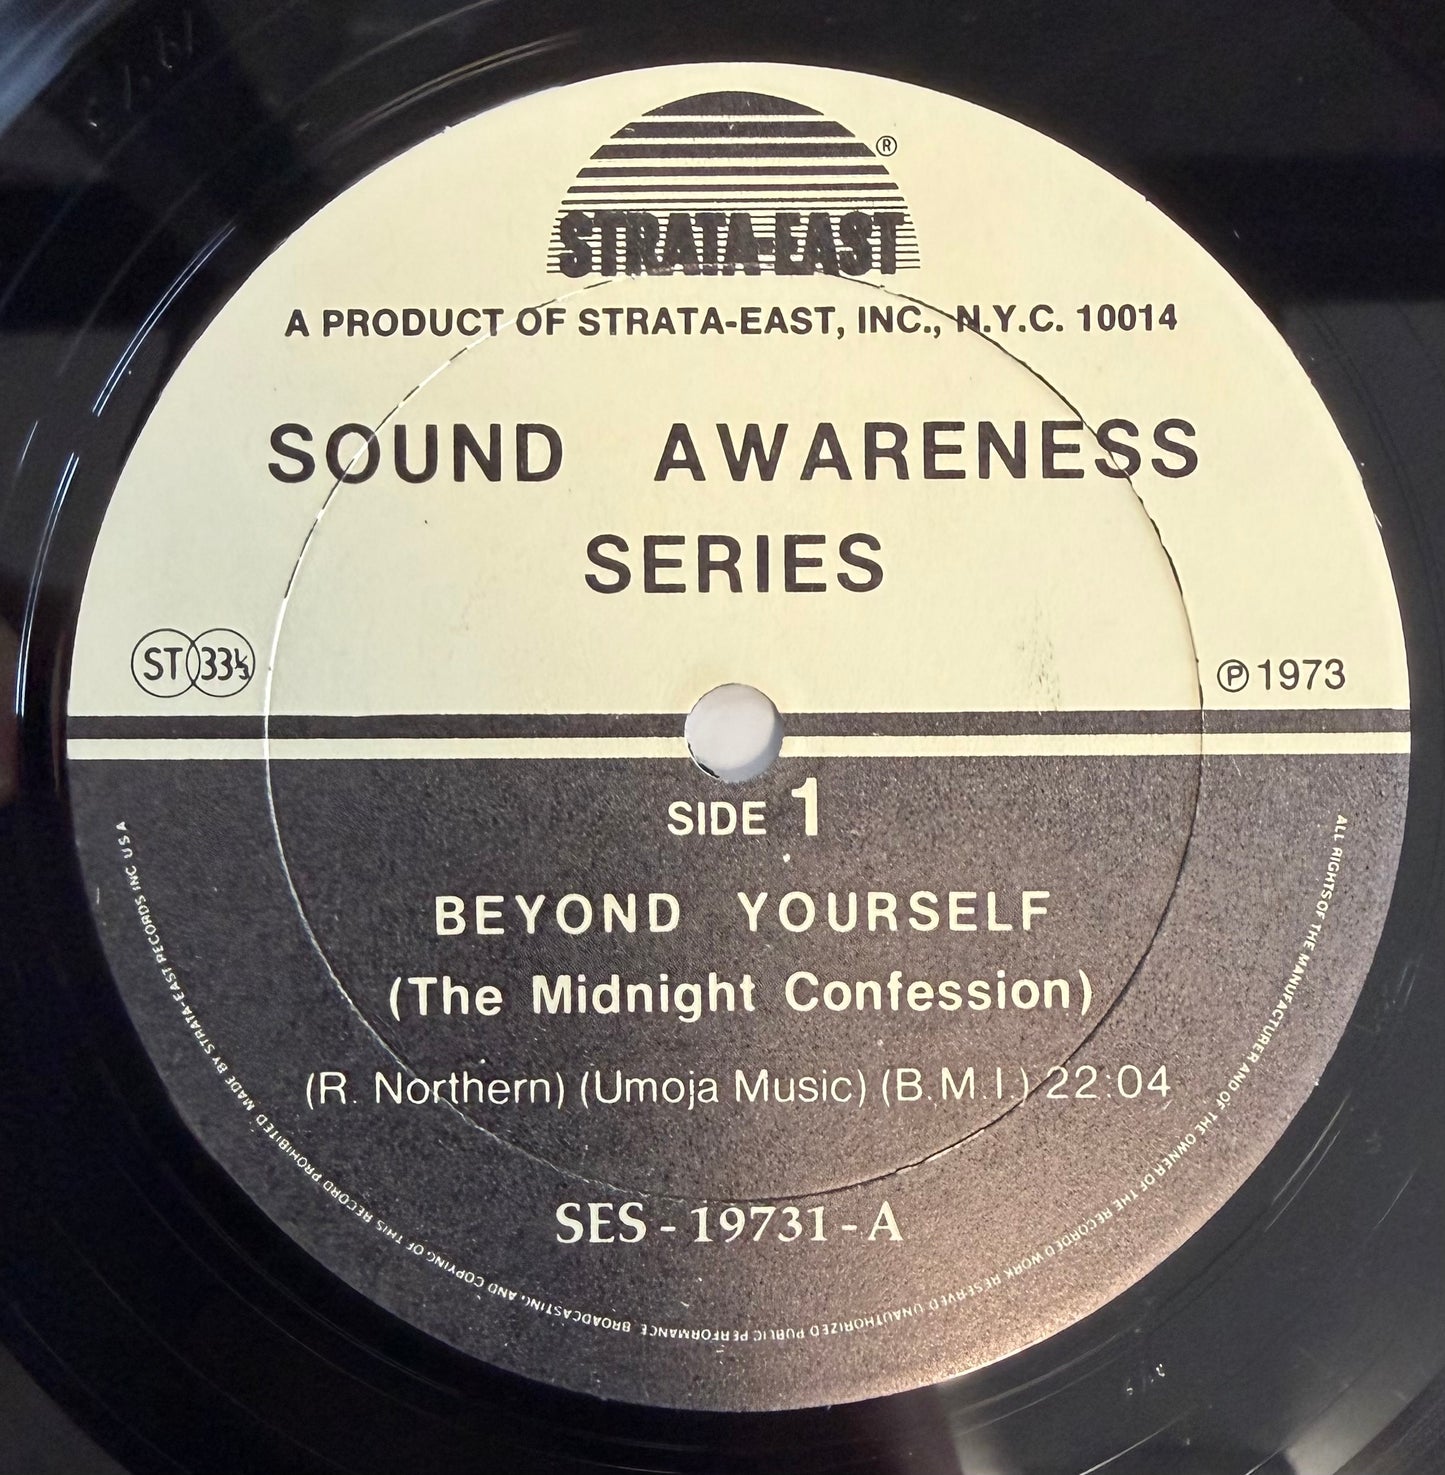 STRATA-EAST ®
A PRODUCT OF STRATA-EAST, INC., N.Y.C. 10014
SOUND AWARENESS
SERIES
ST 33⅓
℗ 1973
SIDE 1
BEYOND YOURSELF
(The Midnight Confession)
(R. Northern) (Umoja Music) (B.M.I.) 22:04
SES - 19731 - A
ALL RIGHTSOF THE MANUFACTURER AND OF THE OWNER OF THE RECORDED WORK RESERVED UNAUTHORIZED PUBLIC PERFORMANCE BROADCASTING, AND COPYING OF THIS RECORD PROHIBITED MADE BY STRATA-EAST RECORDS INC U S A